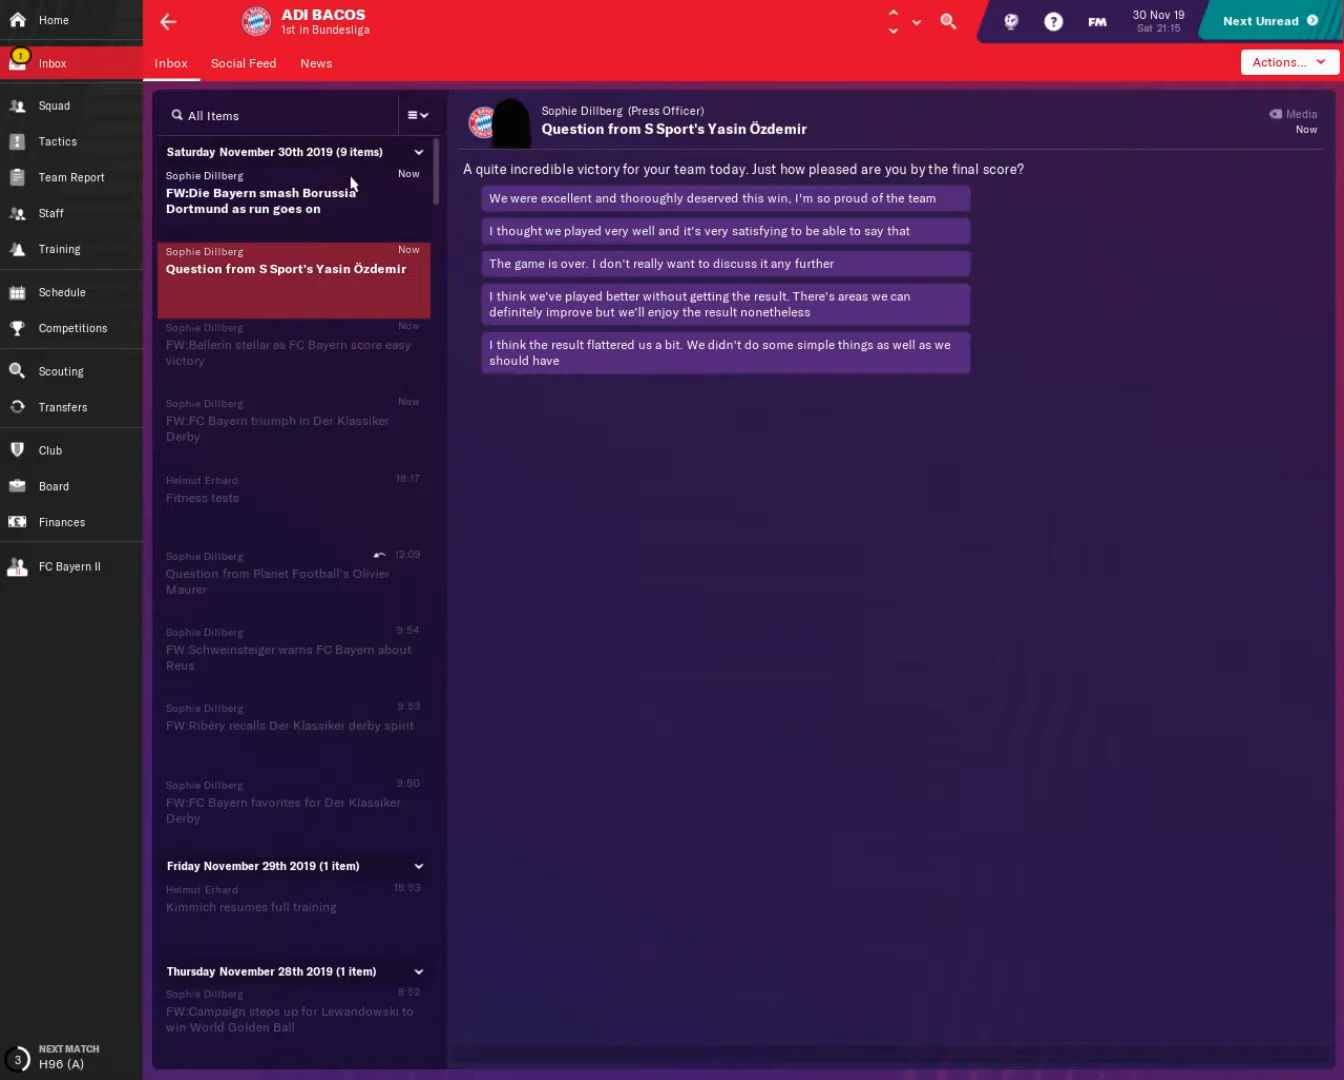 Home
ADI BACOS
1st in Bundesliga
30 Nov 19
Sat 21:15
FM
Next Unread
1
Inbox
Inbox
Social Feed
News
Actions...
Squad
Tactics
Team Report
Staff
Training
Schedule
Competitions
Scouting
Transfers
Club
Board
Finances
FC Bayern II
3
NEXT MATCH
H96 (A)
All Items
Saturday November 30th 2019 (9 items)
Sophie Dillberg
Now
FW:Die Bayern smash Borussia
Dortmund as run goes on
Sophie Dillberg
Now
Question from S Sport's Yasin Özdemir
Sophie Dillberg
Now
FW:Bellerín stellar as FC Bayern score easy
victory
Sophie Dillberg
Now
FW:FC Bayern triumph in Der Klassiker
Derby
Helmut Erhard
18:17
Fitness tests
Sophie Dillberg
12:09
Question from Planet Football's Olivier
Maurer
Sophie Dillberg
9:54
FW:Schweinsteiger warns FC Bayern about
Reus
Sophie Dillberg
9:53
FW:Ribéry recalls Der Klassiker derby spirit
Sophie Dillberg
9:50
FW:FC Bayern favorites for Der Klassiker
Derby
Friday November 29th 2019 (1 item)
Helmut Erhard
15:53
Kimmich resumes full training
Thursday November 28th 2019 (1 item)
Sophie Dillberg
8:52
FW:Campaign steps up for Lewandowski to
win World Golden Ball
Sophie Dillberg (Press Officer)
Question from S Sport's Yasin Özdemir
Media
Now
A quite incredible victory for your team today. Just how pleased are you by the final score?
We were excellent and thoroughly deserved this win, I'm so proud of the team
I thought we played very well and it's very satisfying to be able to say that
The game is over. I don't really want to discuss it any further
I think we've played better without getting the result. There's areas we can
definitely improve but we'll enjoy the result nonetheless
I think the result flattered us a bit. We didn't do some simple things as well as we
should have